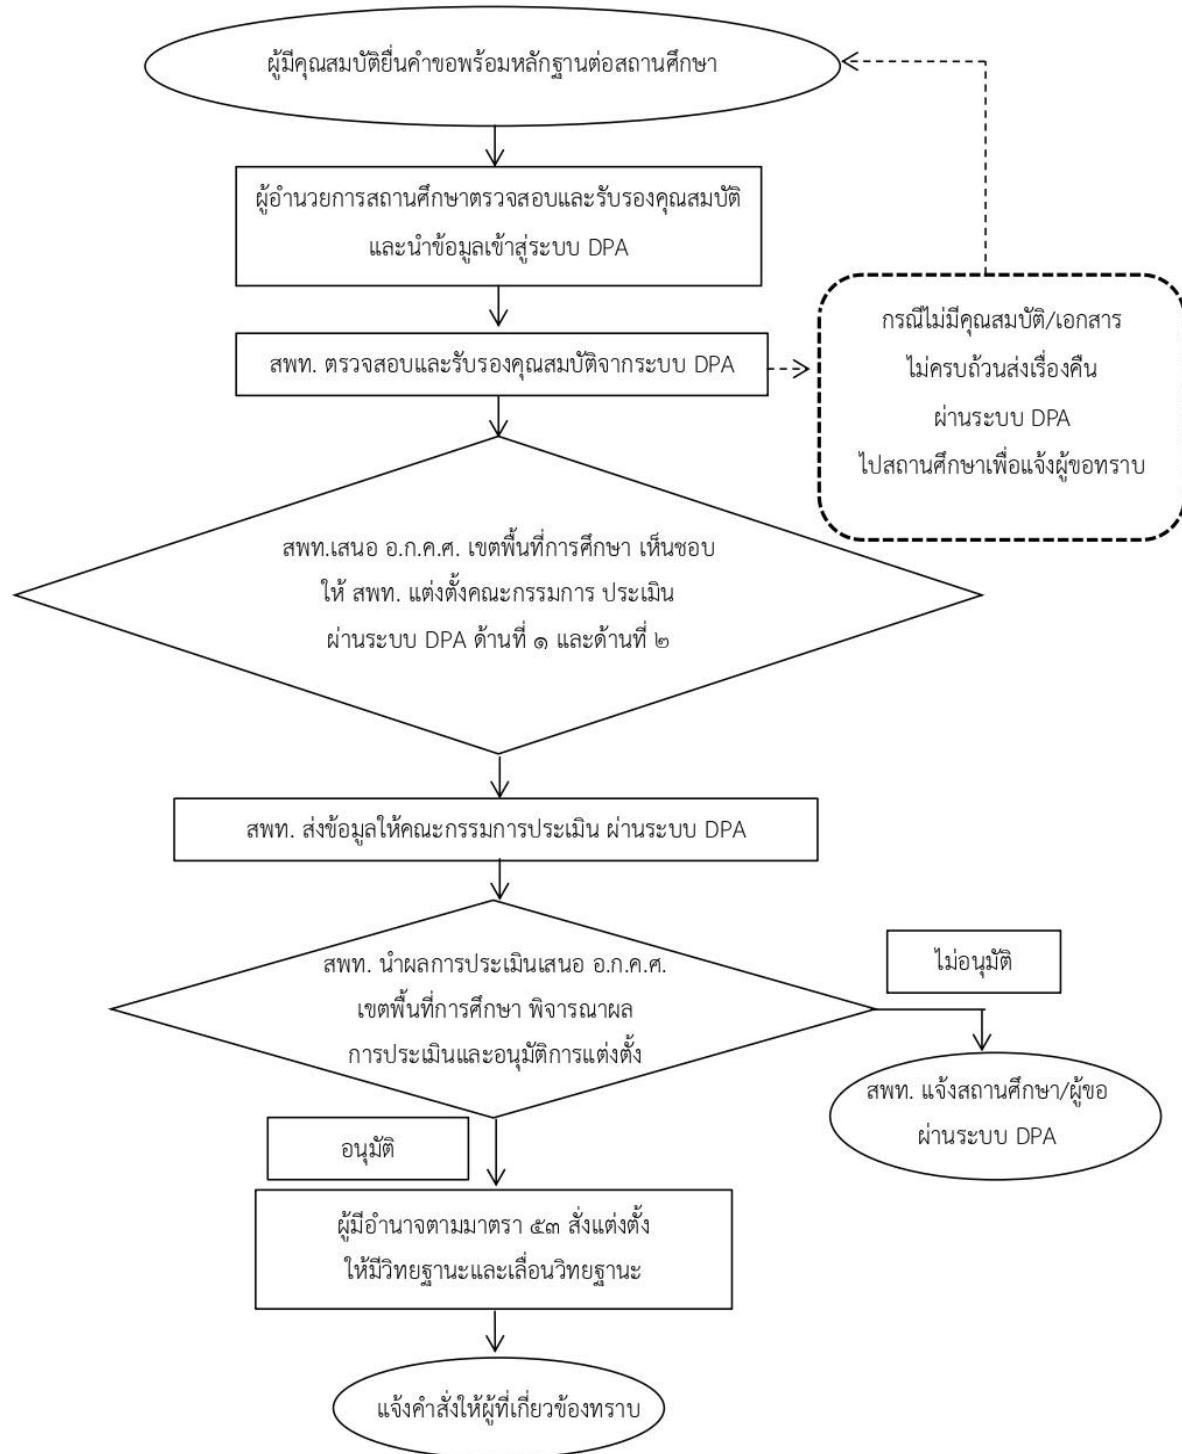 ผู้มีคุณสมบัติยื่นคำขอพร้อมหลักฐานต่อสถานศึกษา
ผู้อำนวยการสถานศึกษาตรวจสอบและรับรองคุณสมบัติ
และนำข้อมูลเข้าสู่ระบบ DPA
สพท. ตรวจสอบและรับรองคุณสมบัติจากระบบ DPA
กรณีไม่มีคุณสมบัติ/เอกสาร
ไม่ครบถ้วนส่งเรื่องคืน
ผ่านระบบ DPA
ไปสถานศึกษาเพื่อแจ้งผู้ขอทราบ
สพท.เสนอ อ.ก.ค.ศ. เขตพื้นที่การศึกษา เห็นชอบ
ให้ สพท. แต่งตั้งคณะกรรมการ ประเมิน
ผ่านระบบ DPA ด้านที่ ๑ และด้านที่ ๒
สพท. ส่งข้อมูลให้คณะกรรมการประเมิน ผ่านระบบ DPA
สพท. นำผลการประเมินเสนอ อ.ก.ค.ศ.
เขตพื้นที่การศึกษา พิจารณาผล
การประเมินและอนุมัติการแต่งตั้ง
ไม่อนุมัติ
สพท. แจ้งสถานศึกษา/ผู้ขอ
ผ่านระบบ DPA
อนุมัติ
ผู้มีอำนาจตามมาตรา ๕๓ สั่งแต่งตั้ง
ให้มีวิทยฐานะและเลื่อนวิทยฐานะ
แจ้งคำสั่งให้ผู้ที่เกี่ยวข้องทราบ